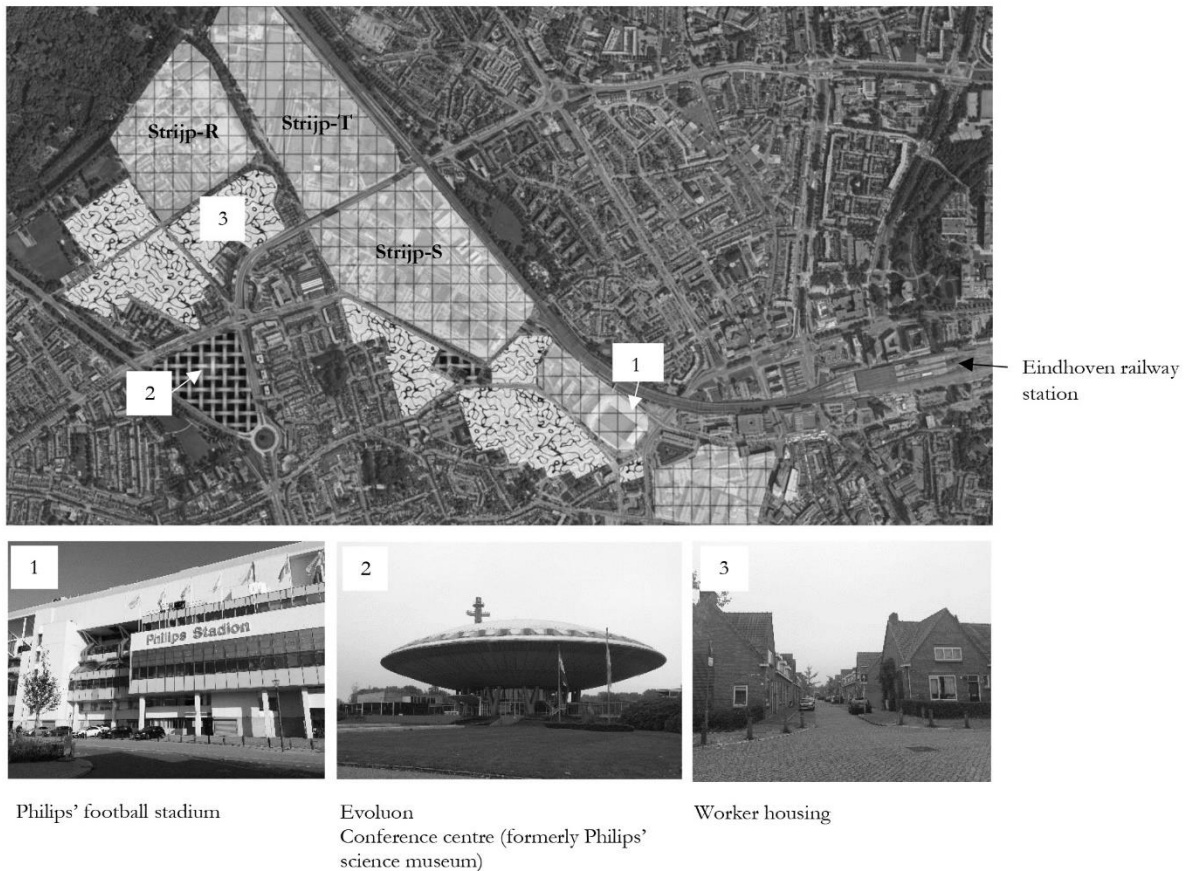 Strijp-R
Strijp-T
3
Strijp-S
1
2
Eindhoven railway
station
1
Philips Stadion
2
3
Philips’ football stadium
Evoluon
Conference centre (formerly Philips’
science museum)
Worker housing